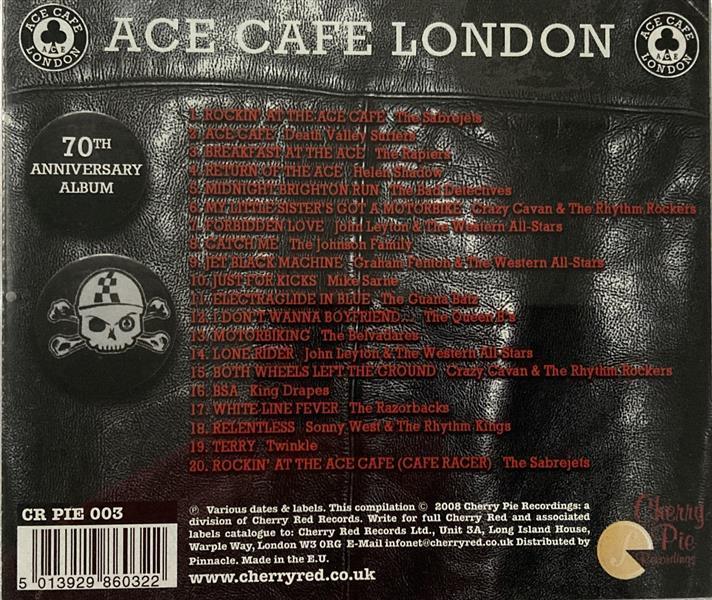 ACE CAFE LONDON
ACE CAFE
ACE
LONDON
ACE CAFE
ACE
LONDON
70TH
ANNIVERSARY
ALBUM
1. ROCKIN' AT THE ACE CAFE The Sabrejets
2. ACE CAFE Death Valley Surfers
3. BREAKFAST AT THE ACE The Rapiers
4. RETURN OF THE ACE Helen Shadow
5. MIDNIGHT BRIGHTON RUN The Bad Detectives
6. MY LITTLE SISTER'S GOT A MOTORBIKE Crazy Cavan & The Rhythm Rockers
7. FORBIDDEN LOVE John Leyton & The Western All-Stars
8. CATCH ME The Johnson Family
9. JET BLACK MACHINE Graham Fenton & The Western All-Stars
10. JUST FOR KICKS Mike Sarne
11. ELECTRAGLIDE IN BLUE The Guana Batz
12. I DON'T WANNA BOYFRIEND... The Queen B's
13. MOTORBIKING The Belvadares
14. LONE RIDER John Leyton & The Western All-Stars
15. BOTH WHEELS LEFT THE GROUND Crazy Cavan & The Rhythm Rockers
16. BSA King Drapes
17. WHITE LINE FEVER The Razorbacks
18. RELENTLESS Sonny West & The Rhythm Kings
19. TERRY Twinkle
20. ROCKIN' AT THE ACE CAFE (CAFE RACER) The Sabrejets
CR PIE 003
5 013929 860322
℗ Various dates & labels. This compilation © 2008 Cherry Pie Recordings: a
division of Cherry Red Records. Write for full Cherry Red and associated
labels catalogue to: Cherry Red Records Ltd., Unit 3A, Long Island House,
Warple Way, London W3 0RG E-Mail infonet@cherryred.co.uk Distributed by
Pinnacle. Made in the E.U.
www.cherryred.co.uk
Cherry
Pie
Recordings